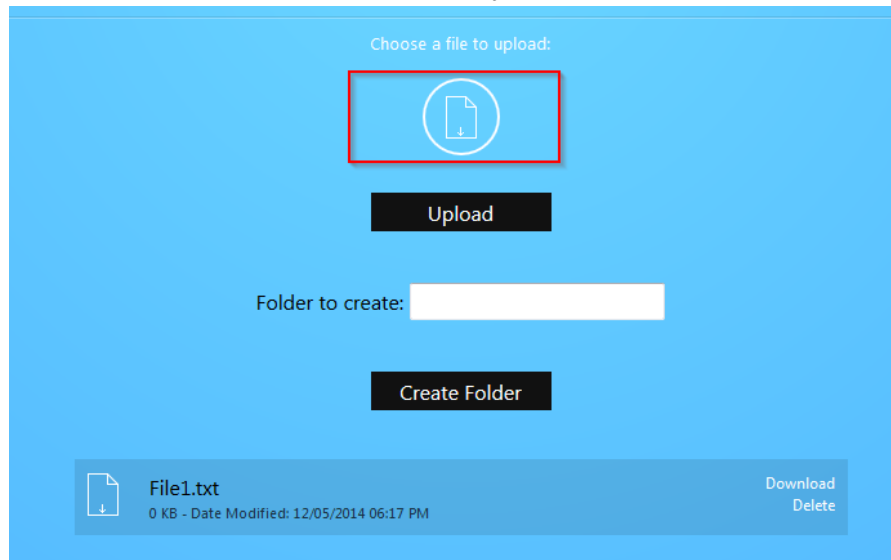 Choose a file to upload:
Upload
Folder to create:
Create Folder
File1.txt
0 KB - Date Modified: 12/05/2014 06:17 PM
Download
Delete